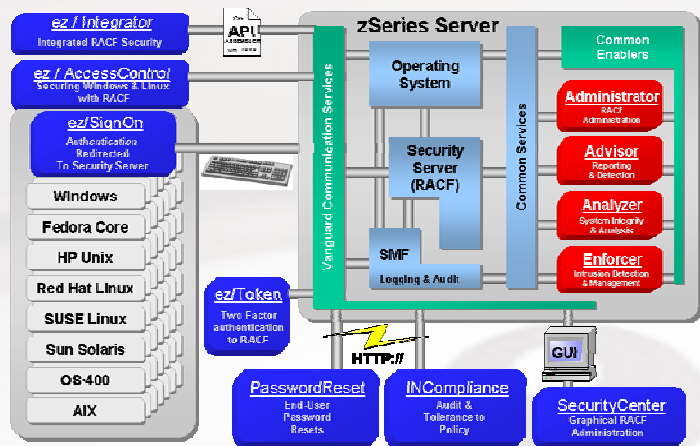 ez / Integrator
Integrated RACF Security
The
API
ASSEMBLER
ez / AccessControl
Securing Windows & Linux
with RACF
ez/SignOn
Authentication
Redirected
To Security Server
Windows
Fedora Core
HP Unix
Red Hat Linux
SUSE Linux
Sun Solaris
OS-400
AIX
zSeries Server
Vanguard Communication Services
Operating
System
Security
Server
(RACF)
SMF
Logging & Audit
Common Services
Common
Enablers
Administrator
RACF
Administration
Advisor
Reporting
& Detection
Analyzer
System Integrity
& Analysis
Enforcer
Intrusion Detection
& Management
ez/Token
Two Factor
authentication
to RACF
HTTP://
GUI
PasswordReset
End-User
Password
Resets
INCompliance
Audit &
Tolerance to
Policy
SecurityCenter
Graphical RACF
Administration